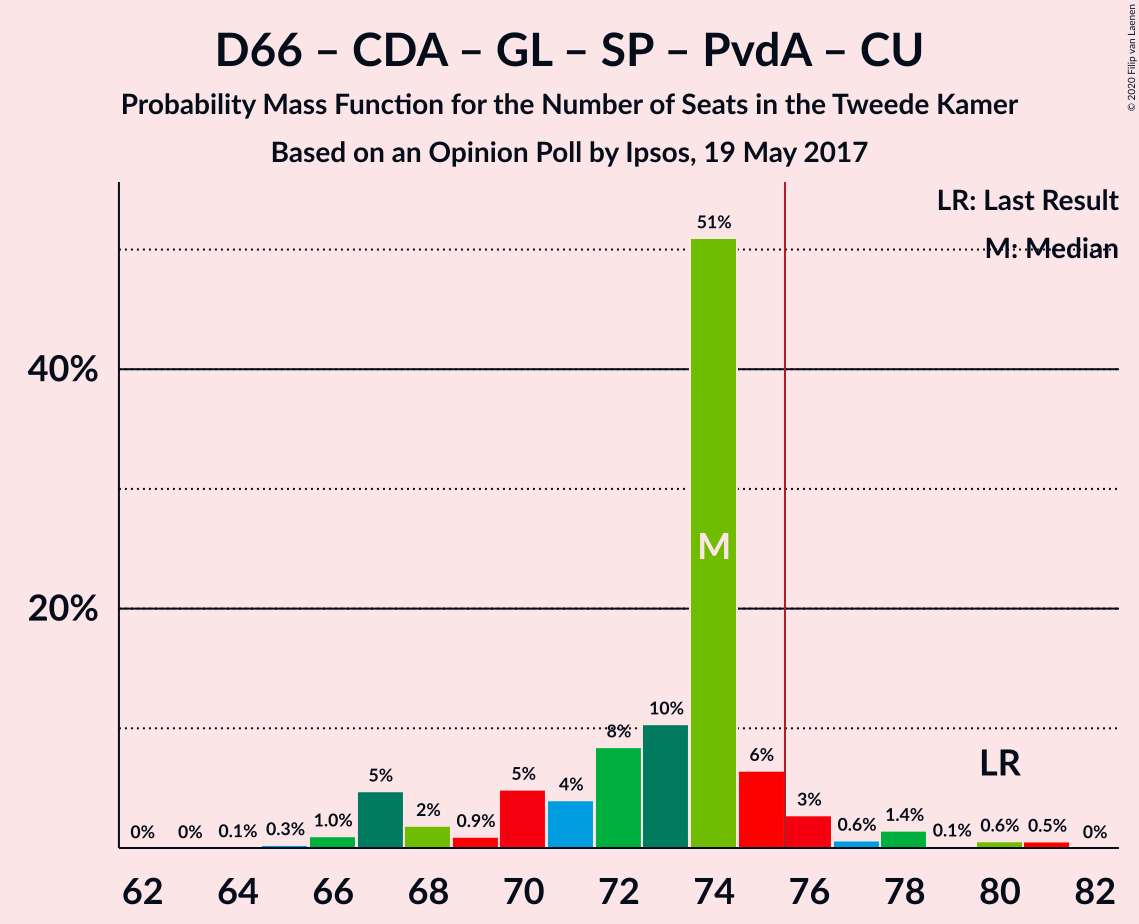 D66 – CDA – GL – SP – PvdA – CU
Probability Mass Function for the Number of Seats in the Tweede Kamer
Based on an Opinion Poll by Ipsos, 19 May 2017
© 2020 Filip van Laenen
LR: Last Result
M: Median
40%
20%
0% 0% 0.1% 0.3% 1.0% 5% 2% 0.9% 5% 4% 8% 10% 51% 6% 3% 0.6% 1.4% 0.1% 0.6% 0.5% 0%
M
LR
62 64 66 68 70 72 74 76 78 80 82